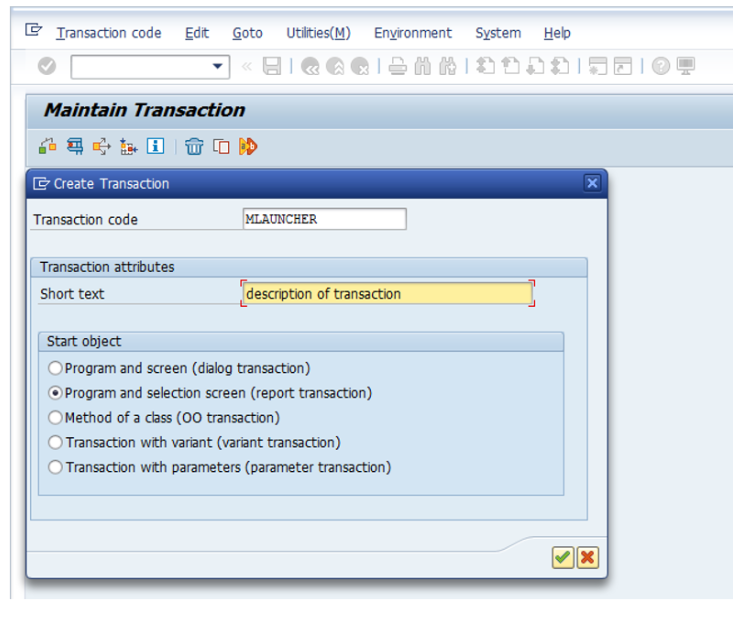 Transaction code Edit Goto Utilities(M) Environment System Help
Maintain Transaction
Create Transaction
Transaction code MLAUNCHER
Transaction attributes
Short text description of transaction
Start object
Program and screen (dialog transaction)
Program and selection screen (report transaction)
Method of a class (OO transaction)
Transaction with variant (variant transaction)
Transaction with parameters (parameter transaction)